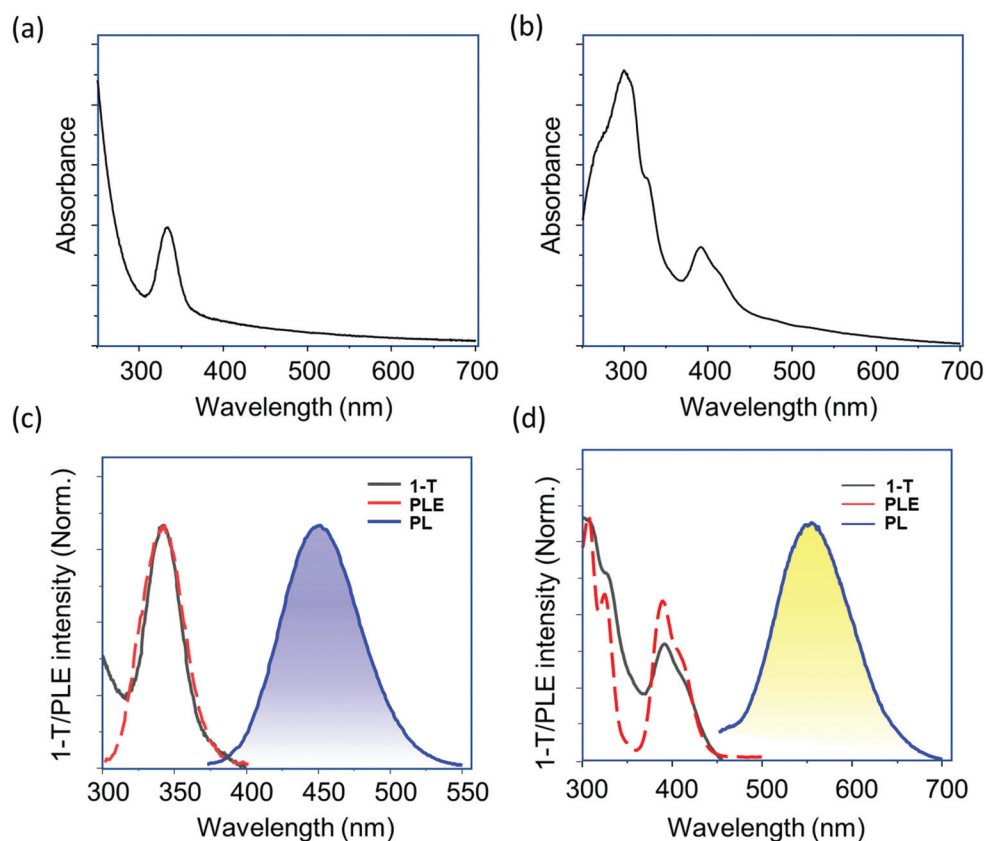 (a)
Absorbance
300 400 500 600 700
Wavelength (nm)
(b)
Absorbance
300 400 500 600 700
Wavelength (nm)
(c)
1-T/PLE intensity (Norm.)
1-T
PLE
PL
300 350 400 450 500 550
Wavelength (nm)
(d)
1-T/PLE intensity (Norm.)
1-T
PLE
PL
300 400 500 600 700
Wavelength (nm)